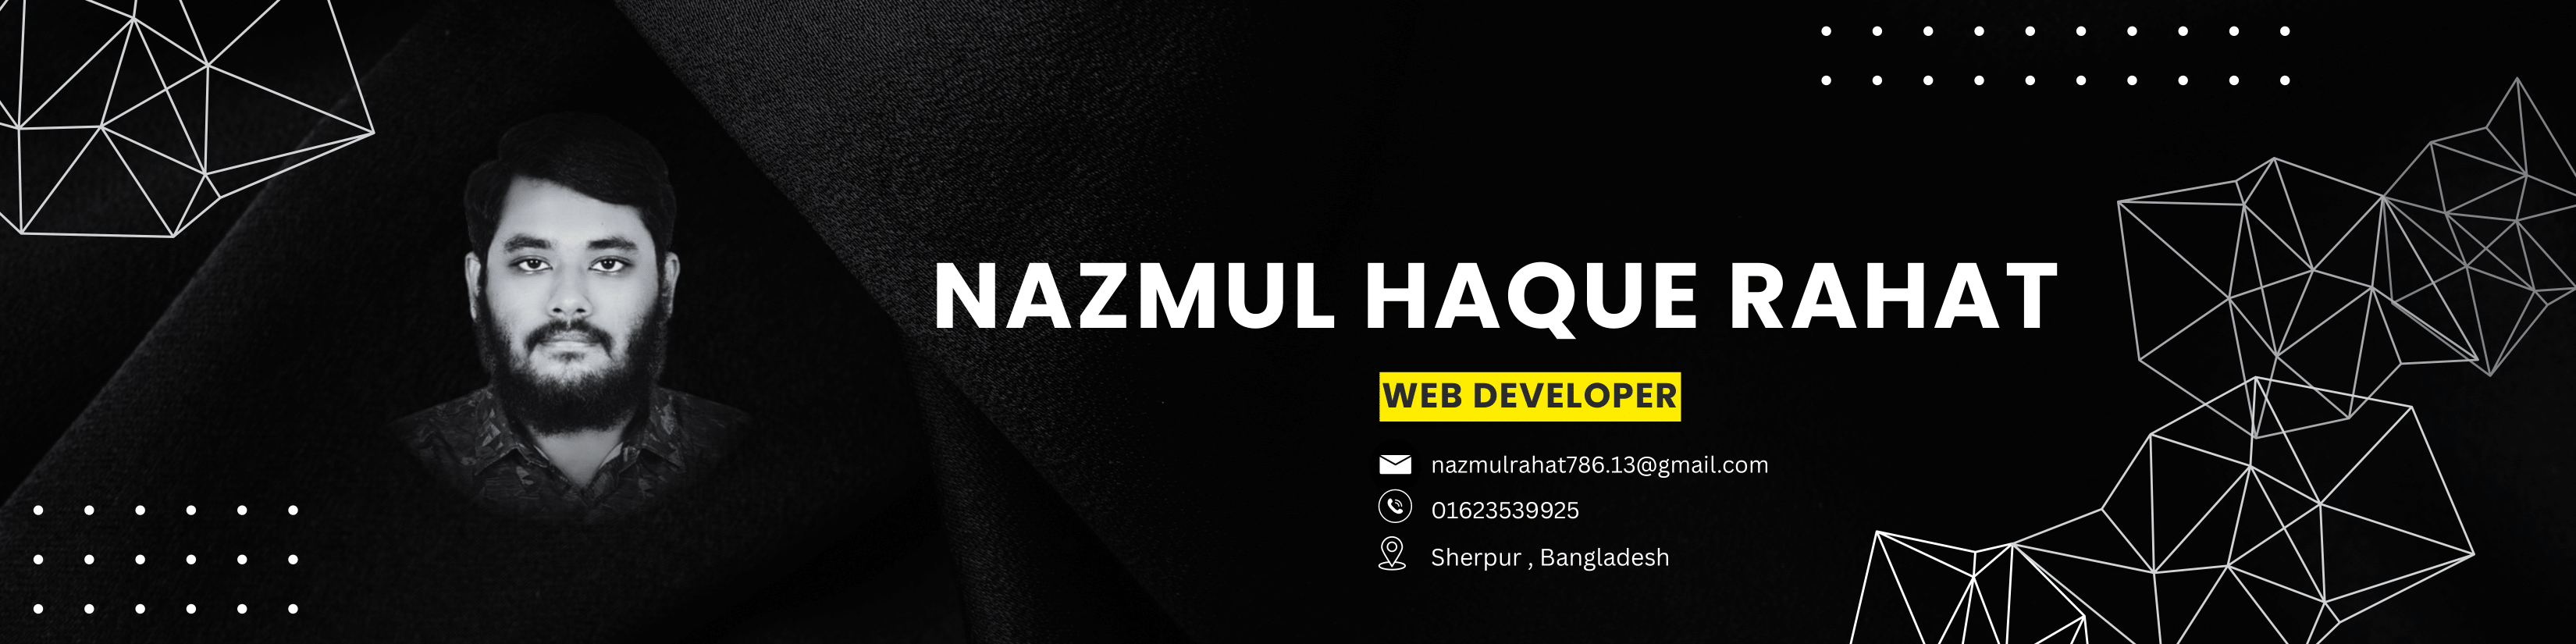 NAZMUL HAQUE RAHAT
WEB DEVELOPER
nazmulrahat786.13@gmail.com
01623539925
Sherpur , Bangladesh